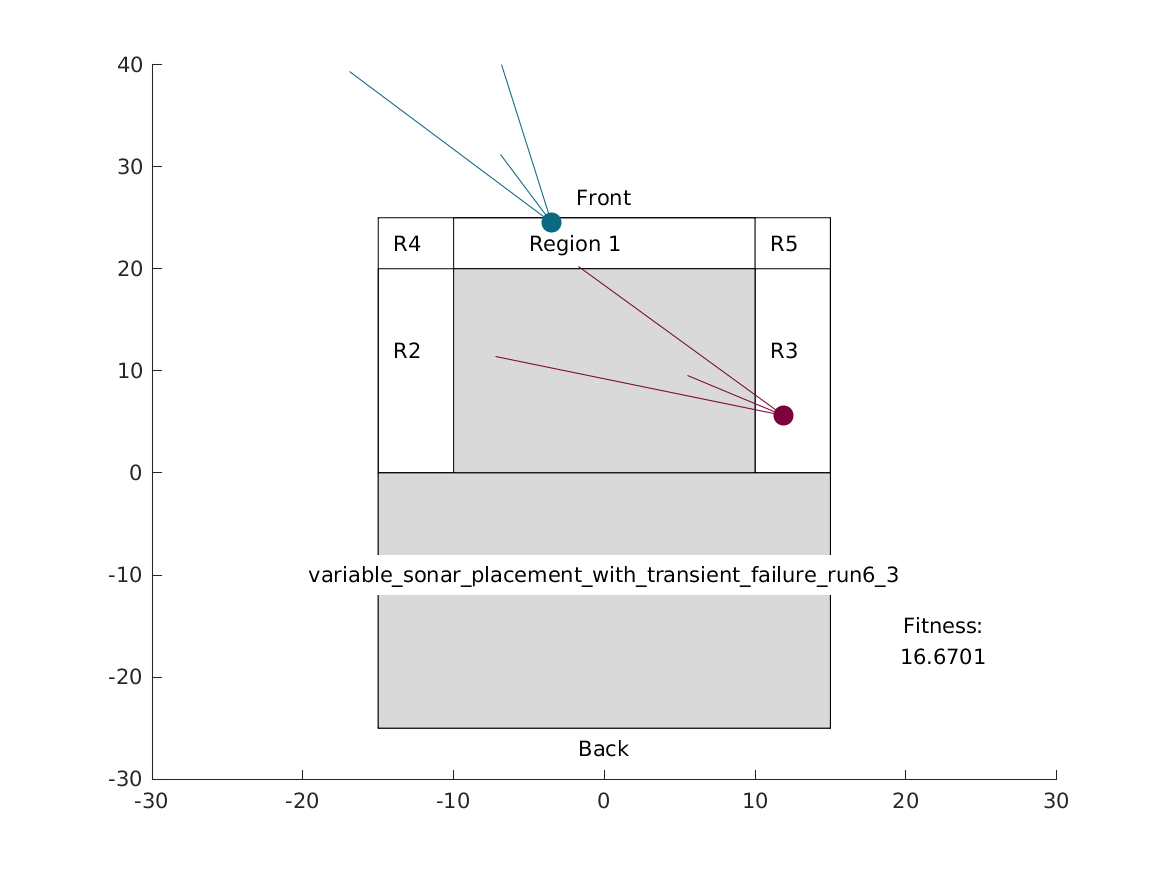 40
30
20
10
0
-10
-20
-30
Front
R4
Region 1
R5
R2
R3
variable_sonar_placement_with_transient_failure_run6_3
Fitness:
16.6701
Back
-30
-20
-10
0
10
20
30